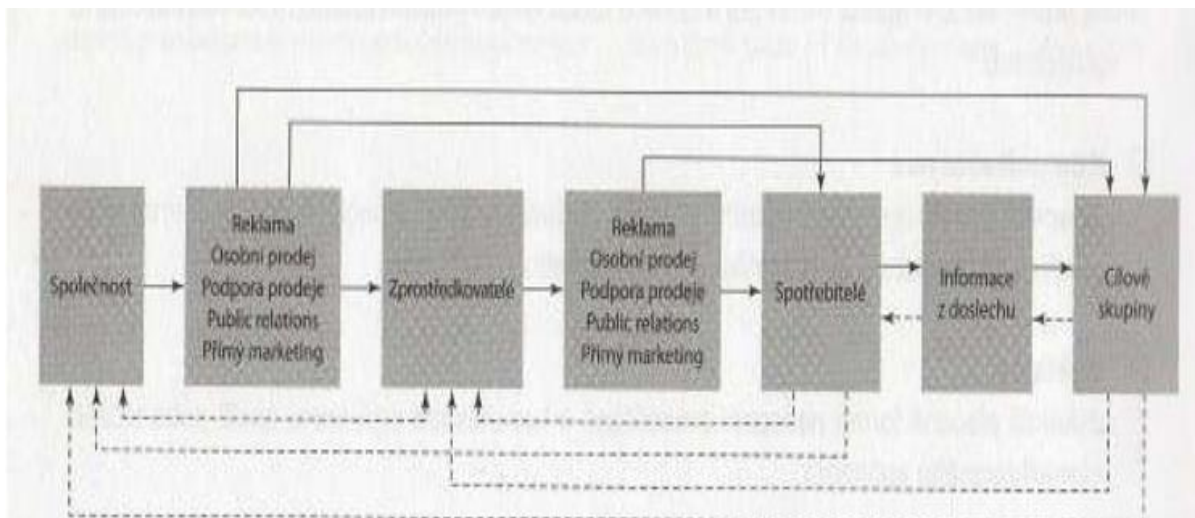 Společnost
Reklama
Osobní prodej
Podpora prodeje
Public relations
Přímý marketing
Zprostředkovatelé
Reklama
Osobní prodej
Podpora prodeje
Public relations
Přímý marketing
Spotřebitelé
Informace
z doslechu
Cílové
skupiny